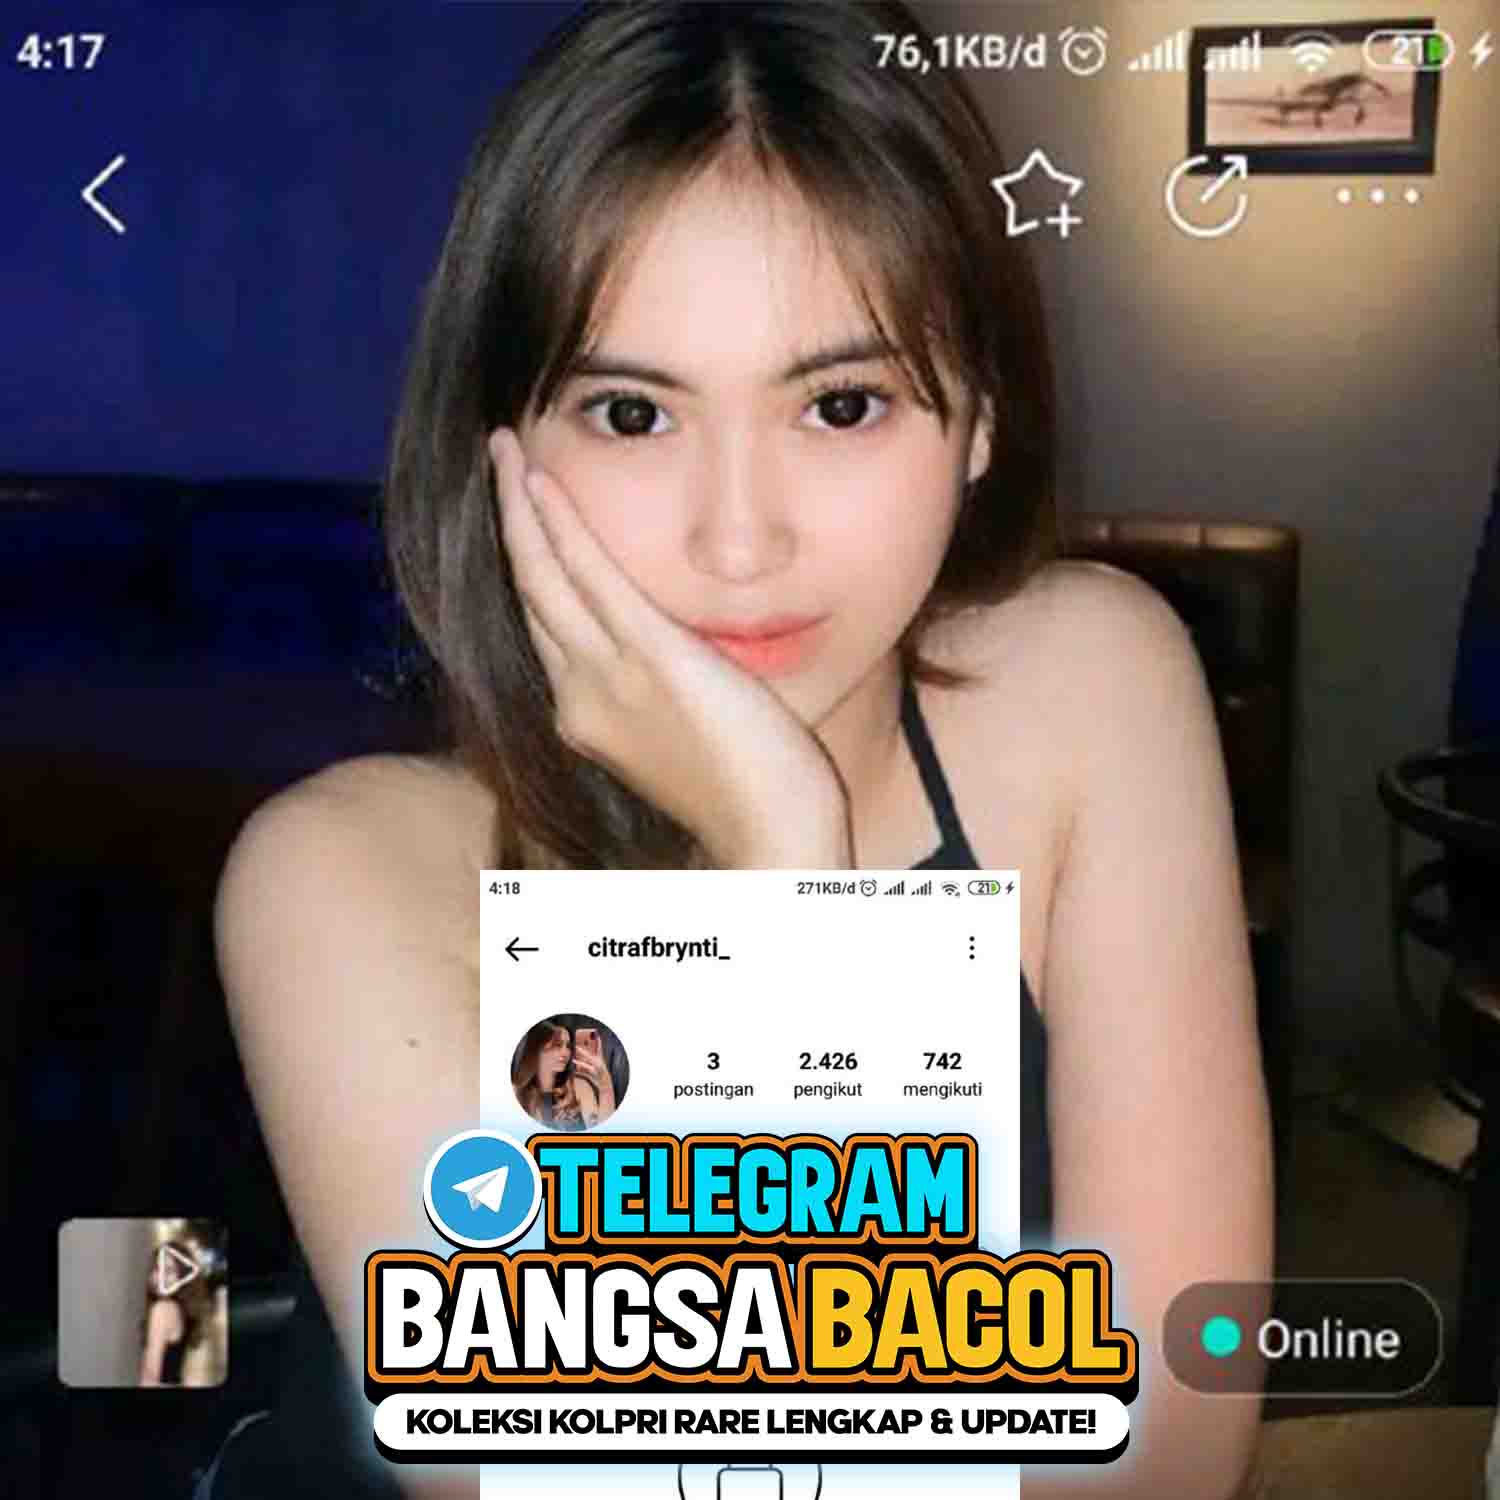 4:17
76,1KB/d
21
4:18
271KB/d
21
citrafbrynti_
3
2.426
742
postingan
pengikut
mengikuti
TELEGRAM
BANGSA BACOL
KOLEKSI KOLPRI RARE LENGKAP & UPDATE!
Online